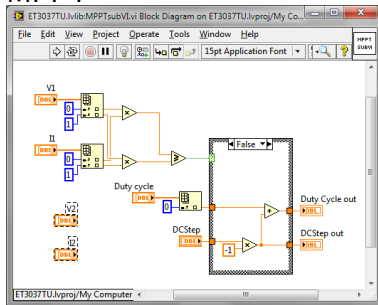 MPPT
ET3037TU.lvlib:MPPTsubVI.vi Block Diagram on ET3037TU.lvproj/My Co...
File Edit View Project Operate Tools Window Help
15pt Application Font
MPPT
SUBVI
V1
DBL
0
1
I1
DBL
0
1
False
Duty cycle
DBL
0
Duty Cycle out
DBL
V2
DBL
DCStep
DBL
-1
DCStep out
DBL
I2
DBL
ET3037TU.lvproj/My Computer